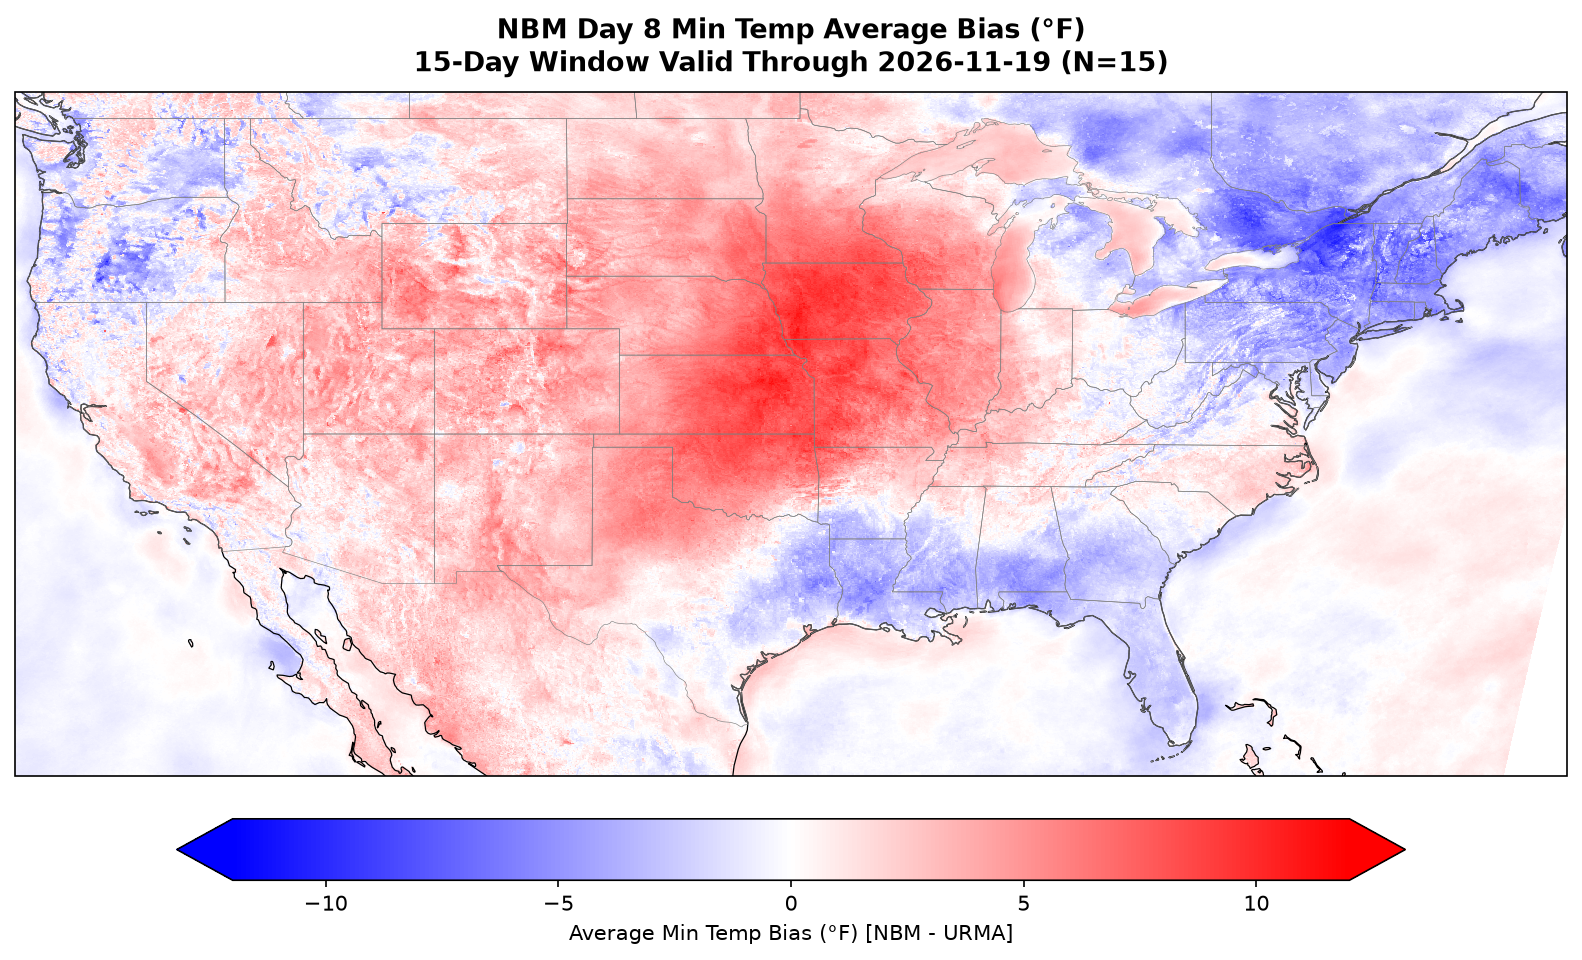 NBM Day 8 Min Temp Average Bias (°F)
15-Day Window Valid Through 2026-11-19 (N=15)
−10 −5 0 5 10
Average Min Temp Bias (°F) [NBM - URMA]